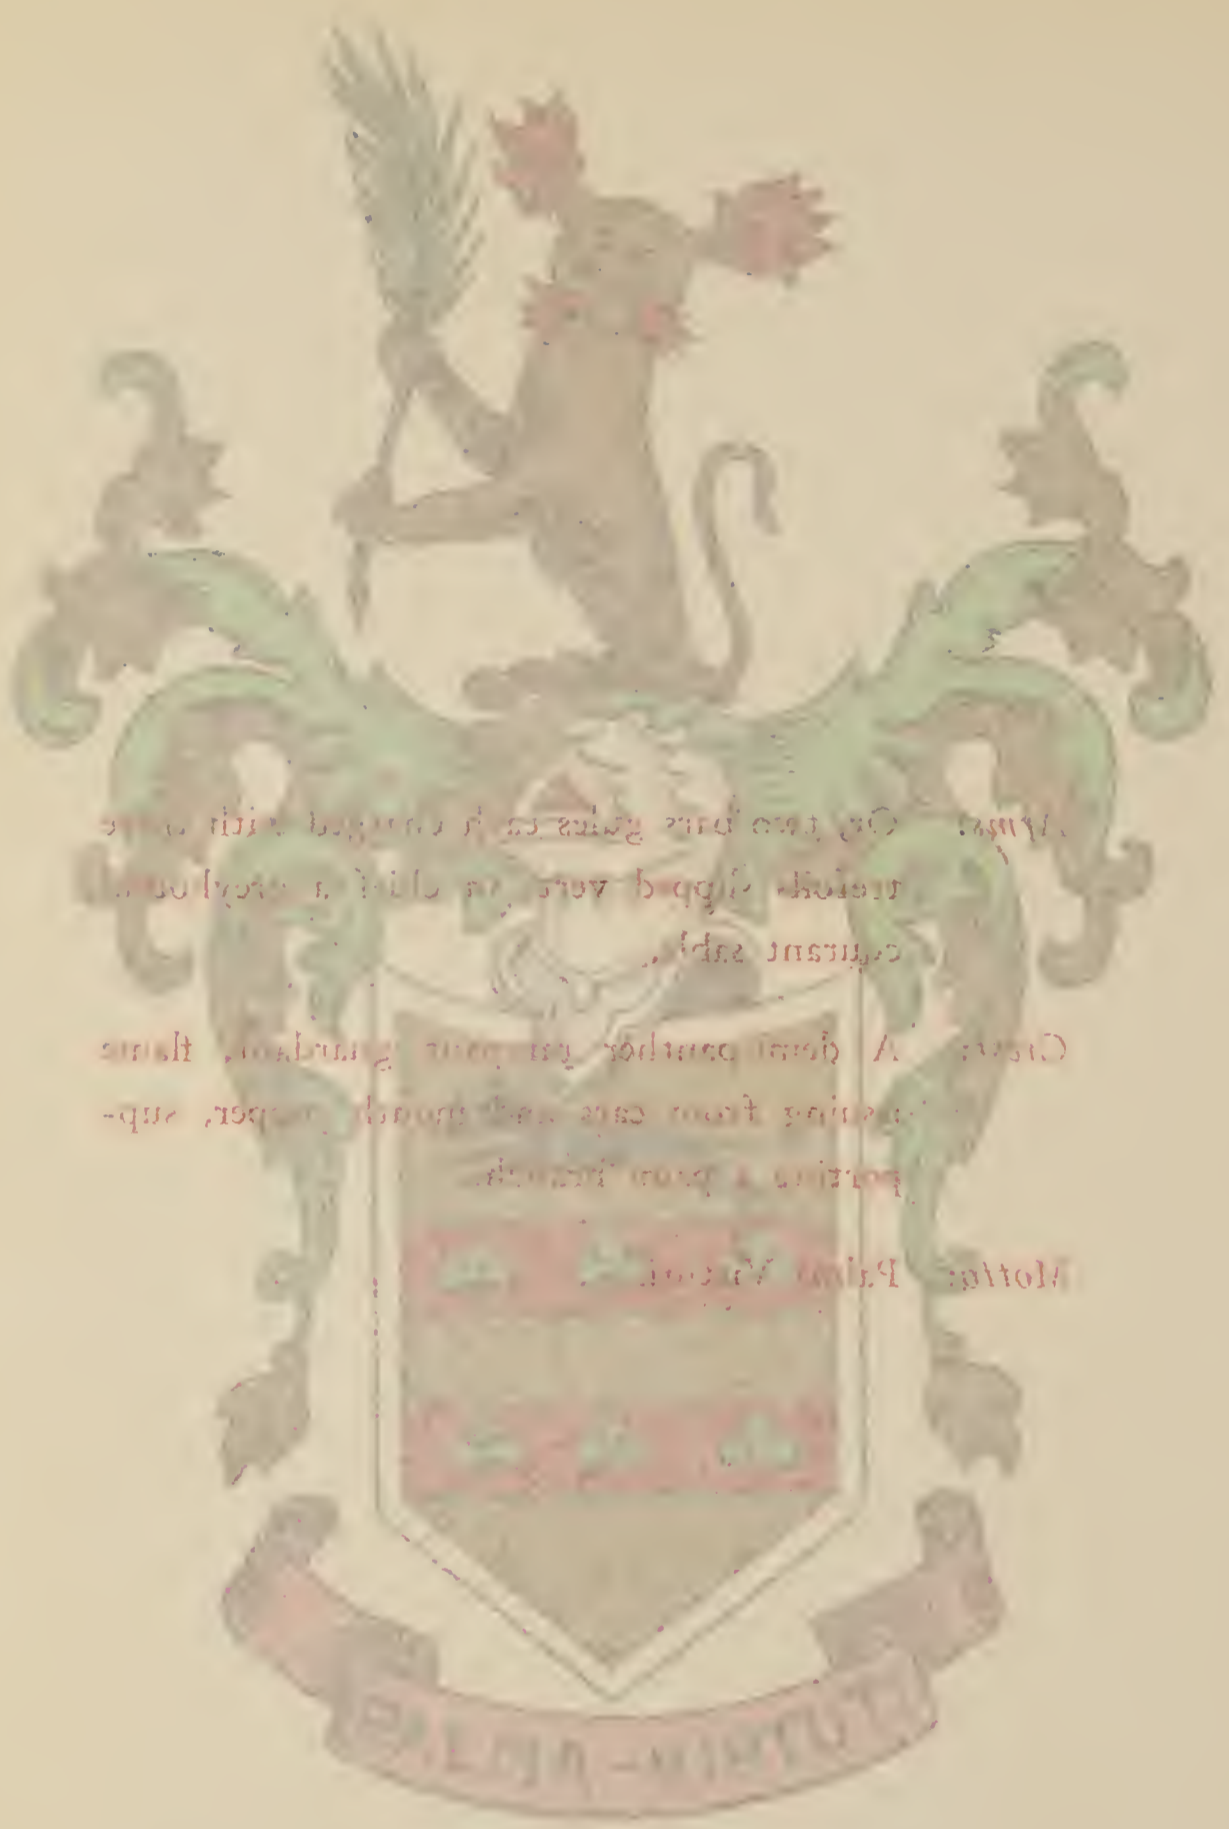 Arms: Or, two bars gules each charged with three
trefoils slipped vert; in chief a greyhound
courant sable.
Crest: A demi-panther rampant guardant, flame
issuing from ears and mouth proper, sup-
porting a palm branch.
Motto: Palma Virtuti.
PALMA-VIRTUTI